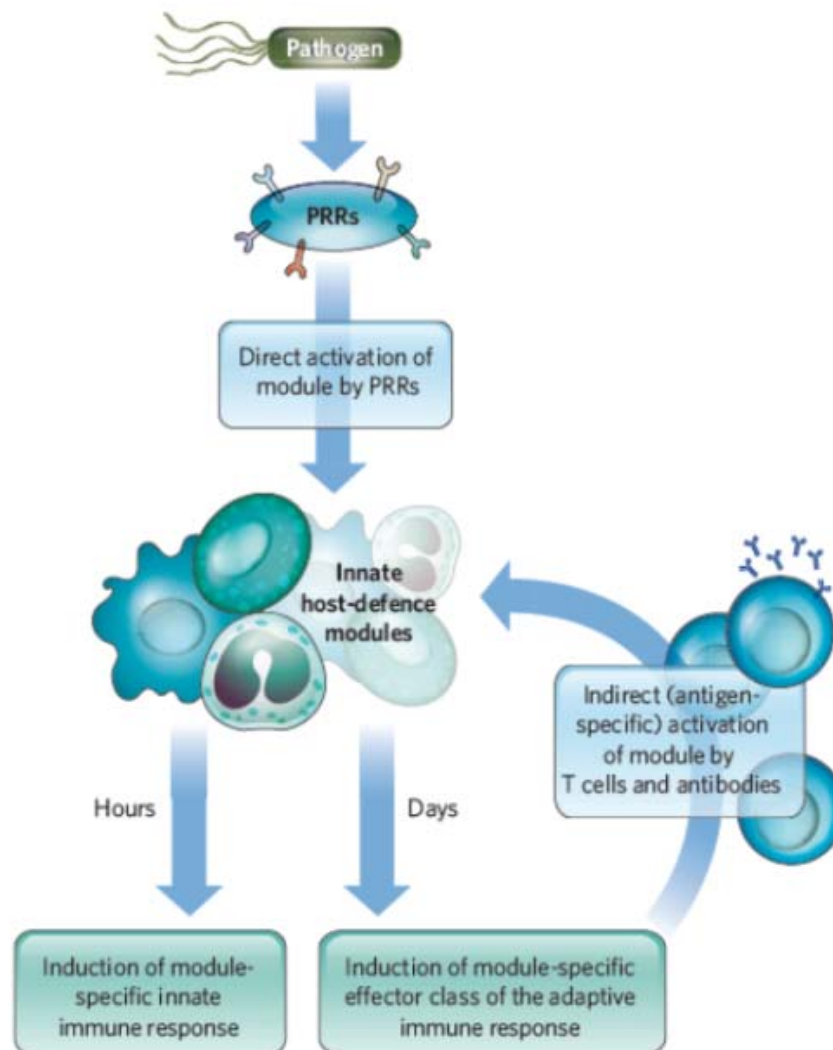 Pathogen
PRRs
Direct activation of
module by PRRs
Innate
host-defence
modules
Indirect (antigen-
specific) activation
of module by
T cells and antibodies
Hours
Days
Induction of module-
specific innate
immune response
Induction of module-specific
effector class of the adaptive
immune response